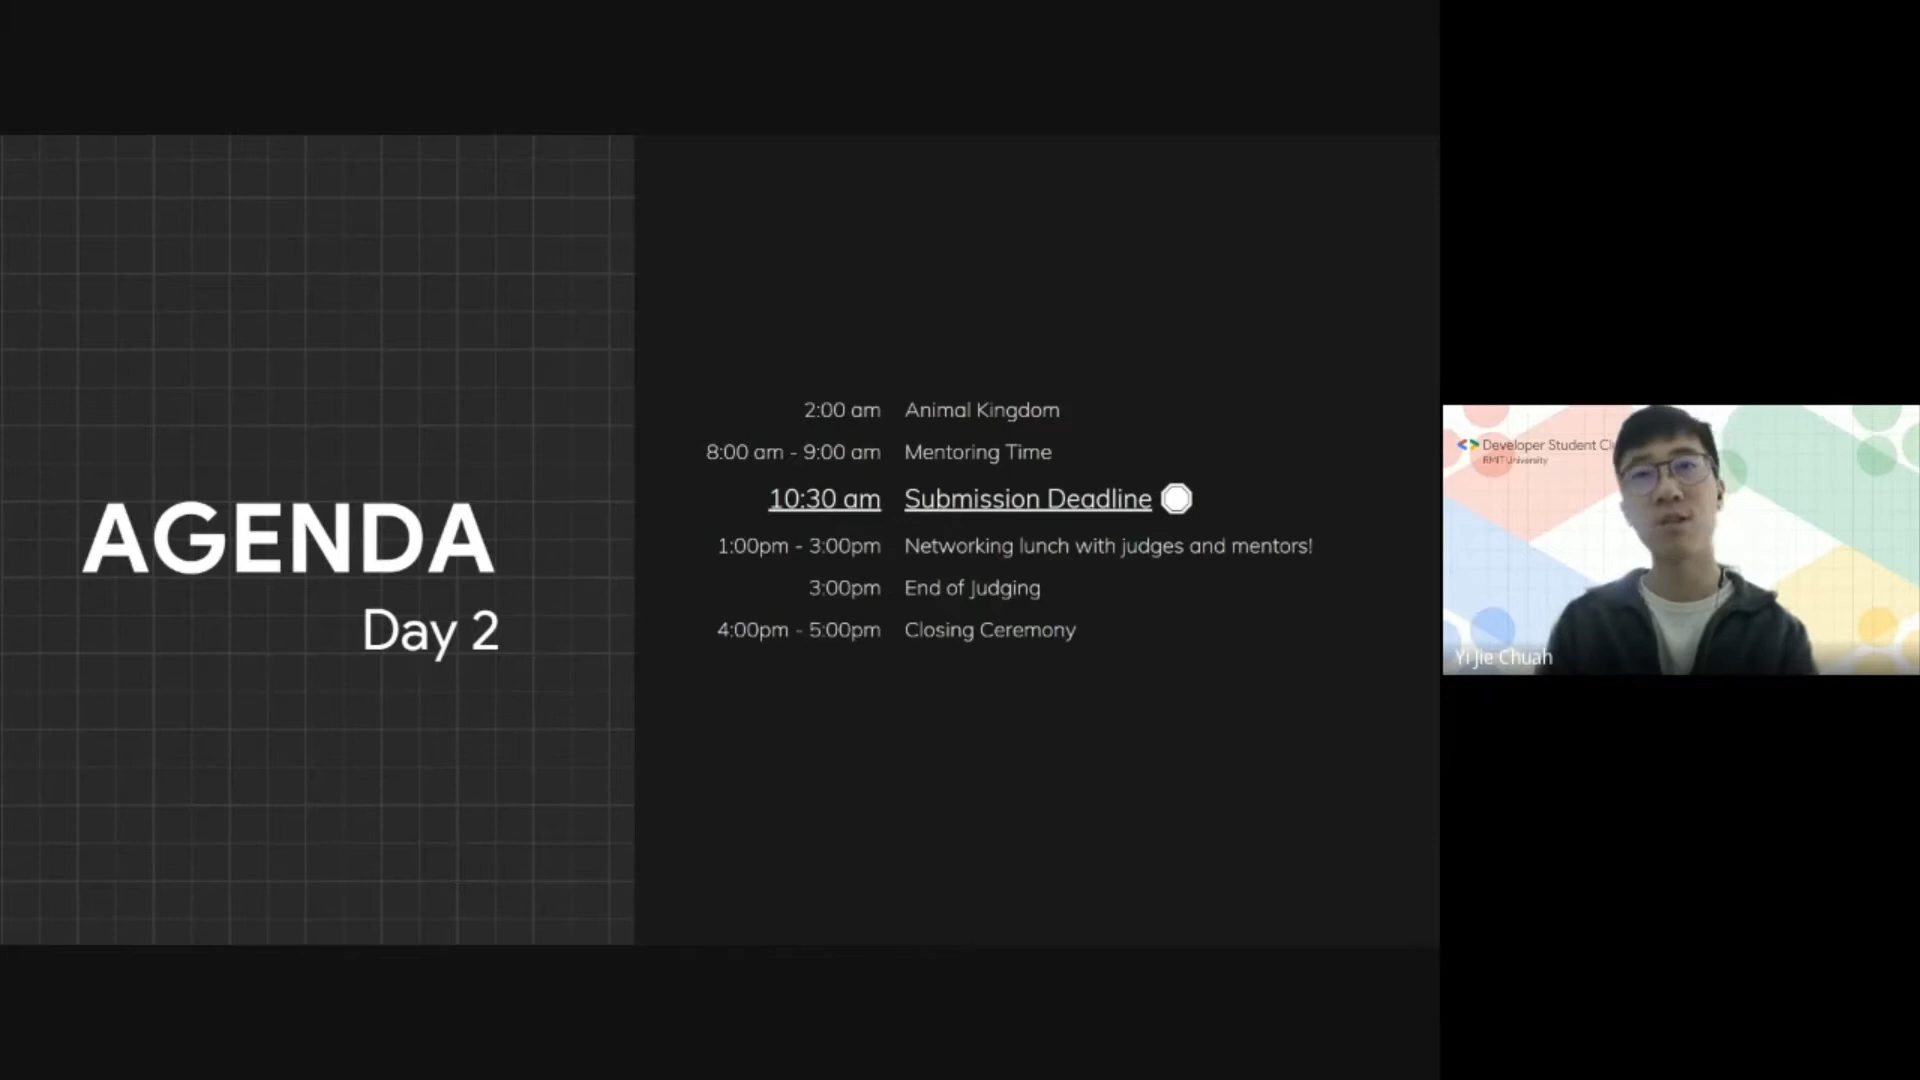 AGENDA
Day 2
2:00 am Animal Kingdom
8:00 am - 9:00 am Mentoring Time
10:30 am Submission Deadline
1:00pm - 3:00pm Networking lunch with judges and mentors!
3:00pm End of Judging
4:00pm - 5:00pm Closing Ceremony
Developer Student Cl
RMIT University
Yi Jie Chuah